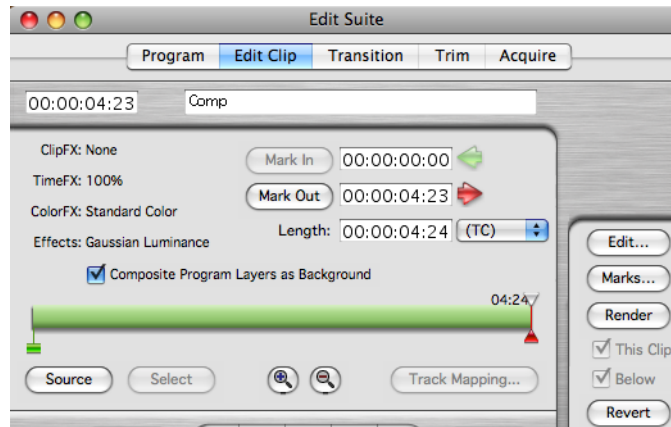 Edit Suite
Program Edit Clip Transition Trim Acquire
00:00:04:23 Comp
ClipFX: None
Mark In 00:00:00:00
TimeFX: 100%
Mark Out 00:00:04:23
ColorFX: Standard Color
Length: 00:00:04:24 (TC)
Effects: Gaussian Luminance
Composite Program Layers as Background
04:24
Source Select Track Mapping...
Edit...
Marks...
Render
This Clip
Below
Revert